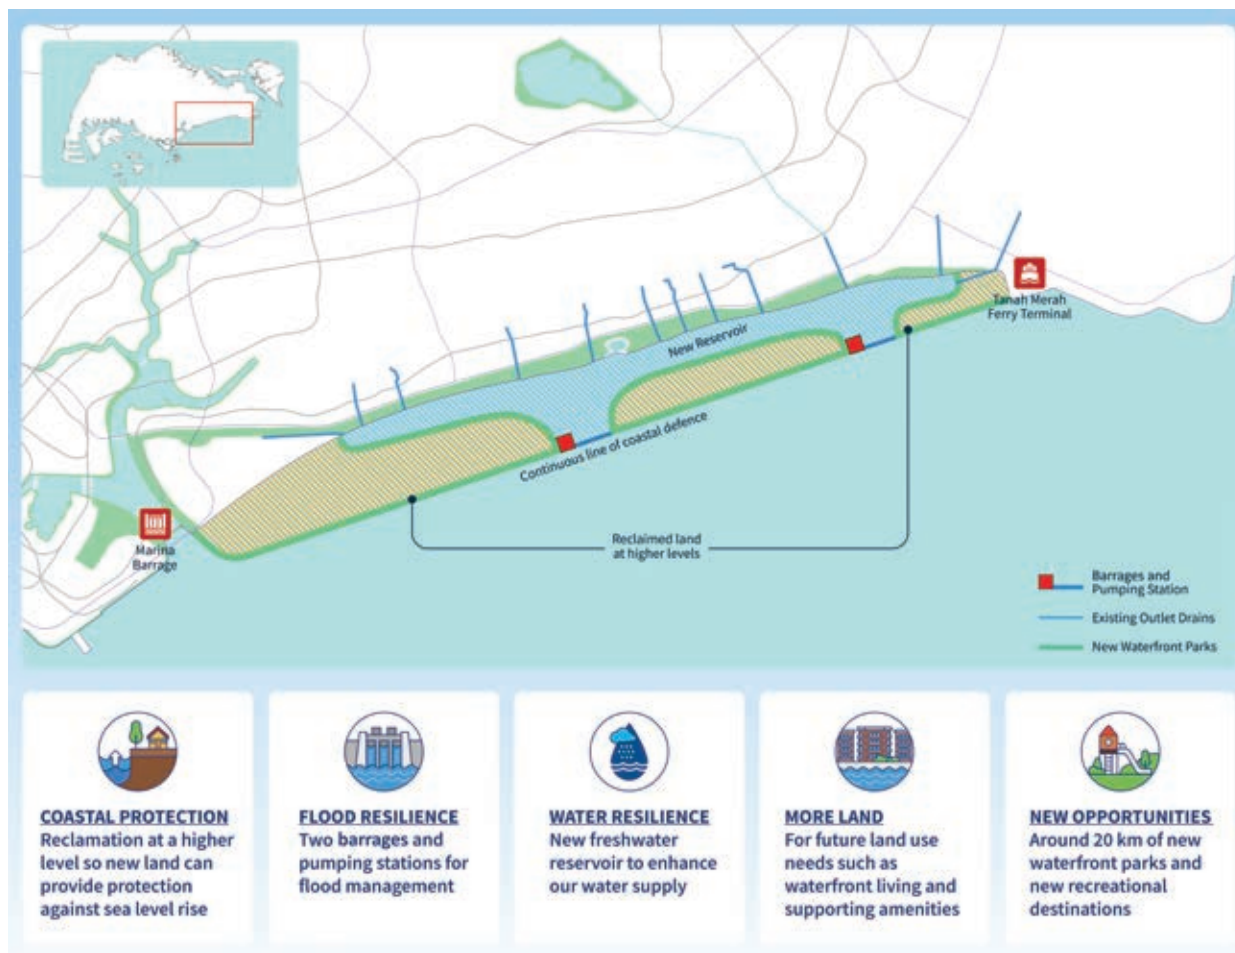 New Reservoir
Tanah Merah
Ferry Terminal
Continuous line of coastal defence
Marina
Barrage
Reclaimed land
at higher levels
Barrages and
Pumping Station
Existing Outlet Drains
New Waterfront Parks
COASTAL PROTECTION
Reclamation at a higher
level so new land can
provide protection
against sea level rise
FLOOD RESILIENCE
Two barrages and
pumping stations for
flood management
WATER RESILIENCE
New freshwater
reservoir to enhance
our water supply
MORE LAND
For future land use
needs such as
waterfront living and
supporting amenities
NEW OPPORTUNITIES
Around 20 km of new
waterfront parks and
new recreational
destinations